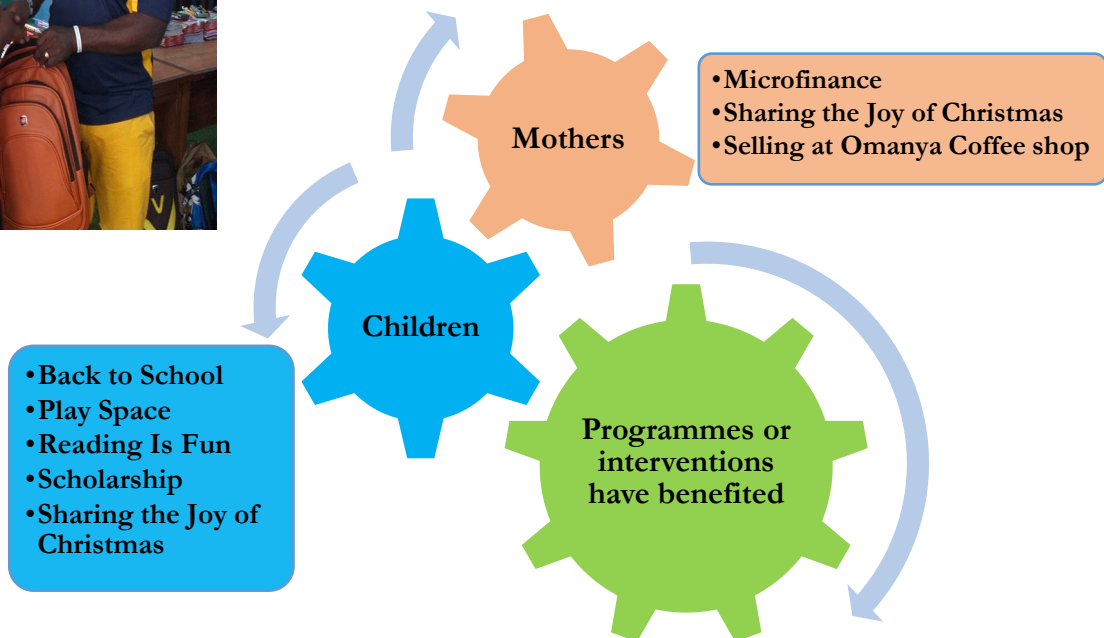 Mothers
•Microfinance
•Sharing the Joy of Christmas
•Selling at Omanya Coffee shop
Children
•Back to School
•Play Space
•Reading Is Fun
•Scholarship
•Sharing the Joy of
Christmas
Programmes or
interventions
have benefited